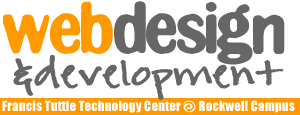 webdesign
&development
Francis Tuttle Technology Center @ Rockwell Campus